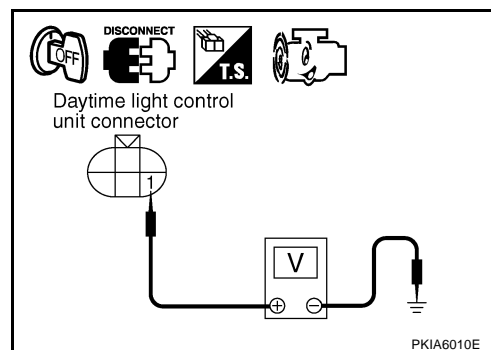 OFF
DISCONNECT
T.S.
Daytime light control
unit connector
1
V
+ −
PKIA6010E